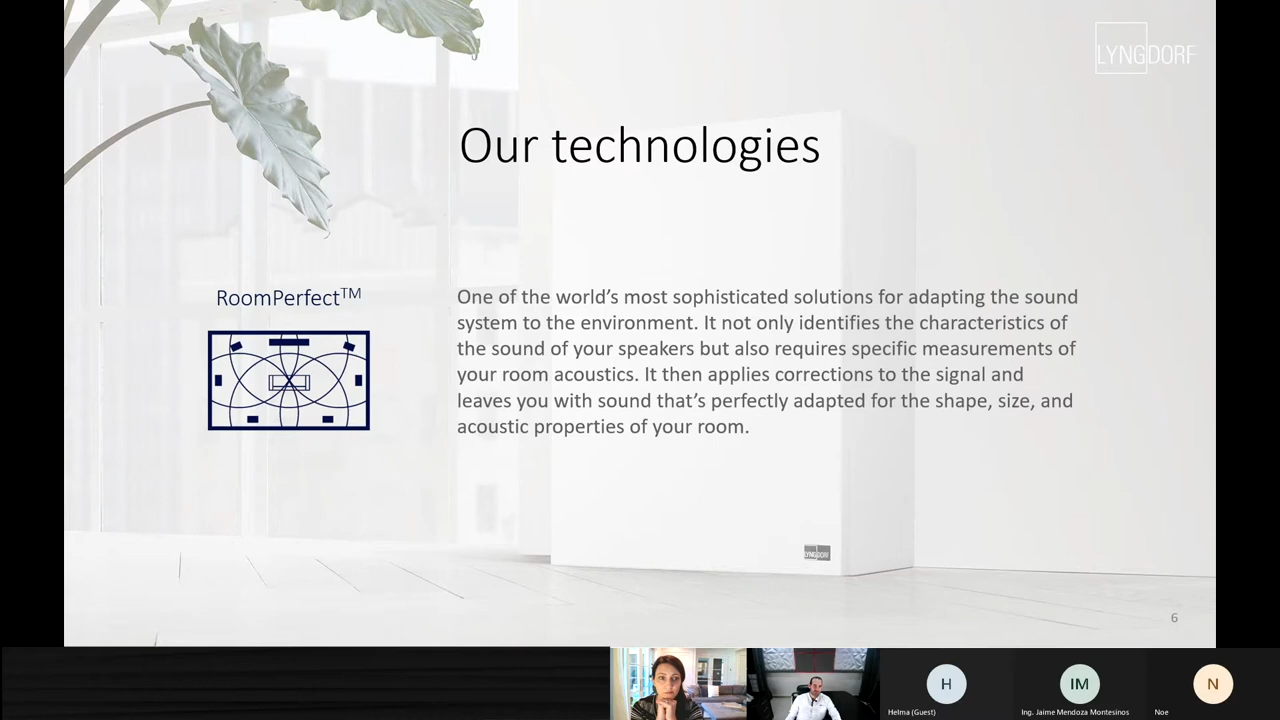 LYNGDORF
Our technologies
RoomPerfect™
One of the world’s most sophisticated solutions for adapting the sound
system to the environment. It not only identifies the characteristics of
the sound of your speakers but also requires specific measurements of
your room acoustics. It then applies corrections to the signal and
leaves you with sound that’s perfectly adapted for the shape, size, and
acoustic properties of your room.
LYNGDORF
6
H
IM
N
Helma (Guest)
Ing. Jaime Mendoza Montesinos
Noe